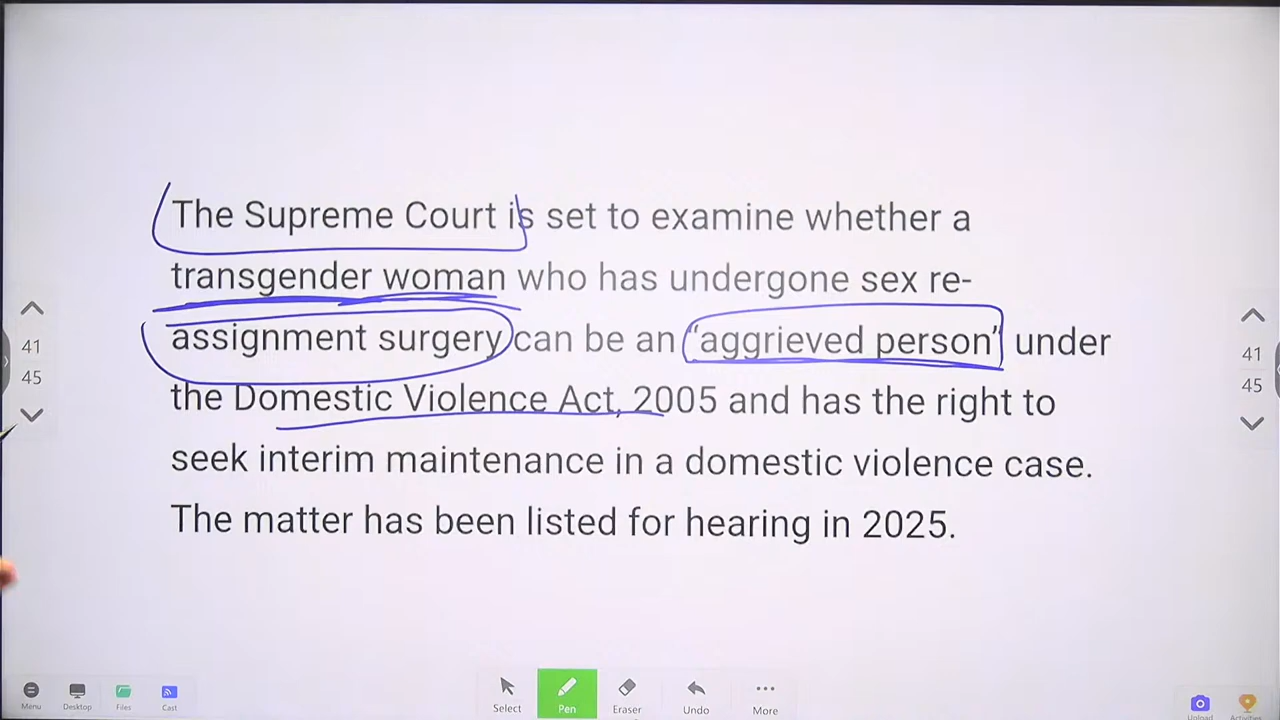 The Supreme Court is set to examine whether a
transgender woman who has undergone sex re-
assignment surgery can be an “aggrieved person” under
the Domestic Violence Act, 2005 and has the right to
seek interim maintenance in a domestic violence case.
The matter has been listed for hearing in 2025.
41
45
41
45
Menu
Desktop
Files
Cast
Select
Pen
Eraser
Undo
More
Upload
Activities